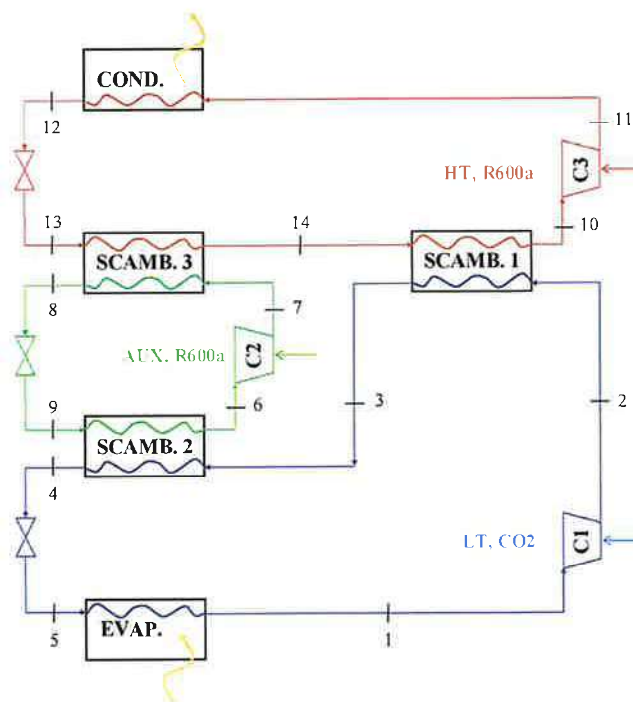 COND.
12
11
C3
HT, R600a
13
14
10
SCAMB. 3
SCAMB. 1
8
7
AUX. R600a
C2
9
6
3
2
SCAMB. 2
4
LT, CO2
C1
5
EVAP.
1